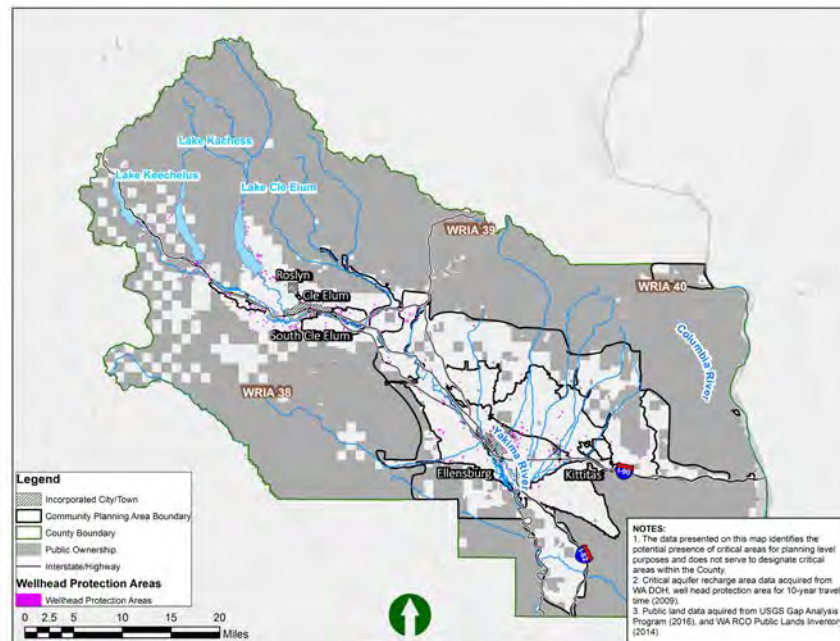 Lake Kachess
Lake Keechelus
Lake Cle Elum
WRIA 39
Roslyn
Cle Elum
WRIA 40
South Cle Elum
Columbia River
WRIA 38
Yakima River
Ellensburg
Kittitas
I-90
I-82
Legend
Incorporated City/Town
Community Planning Area Boundary
County Boundary
Public Ownership
Interstate/Highway
Wellhead Protection Areas
Wellhead Protection Areas
0 2.5 5 10 15 20
Miles
NOTES:
1. The data presented on this map identifies the
potential presence of critical areas for planning level
purposes and does not serve to designate critical
areas within the County.
2. Critical aquifer recharge area data acquired from
WA DOH, well head protection area for 10-year travel
time (2009).
3. Public land data aquired from USGS Gap Analysis
Program (2016), and WA RCO Public Lands Inventory
(2014).